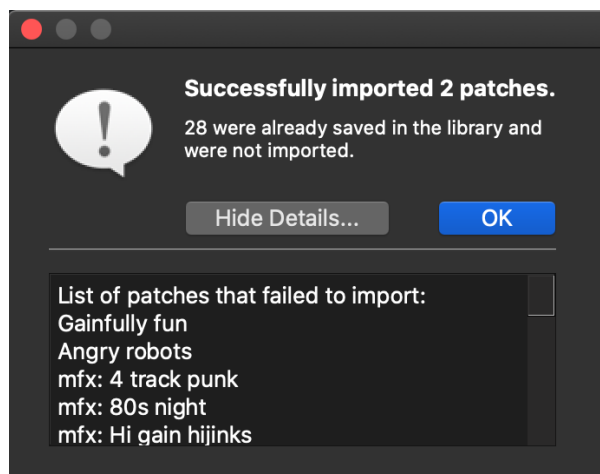 Successfully imported 2 patches.
28 were already saved in the library and
were not imported.
Hide Details...
OK
List of patches that failed to import:
Gainfully fun
Angry robots
mfx: 4 track punk
mfx: 80s night
mfx: Hi gain hijinks